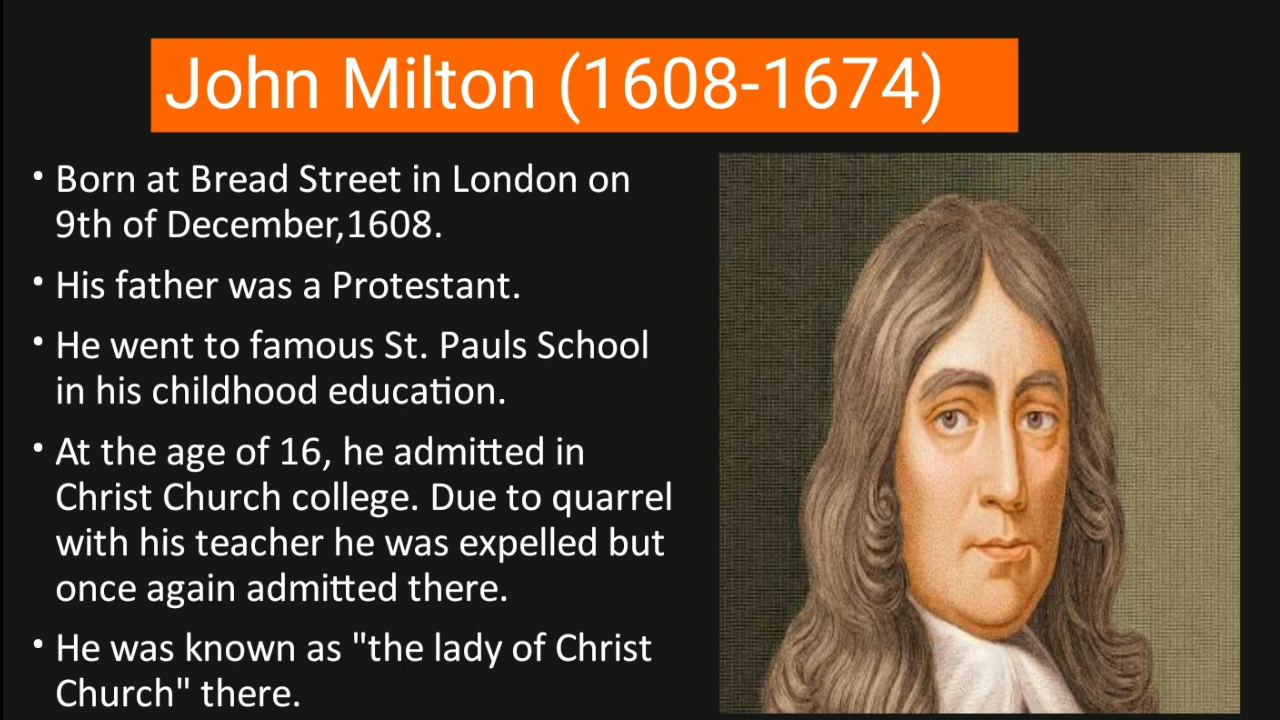 John Milton (1608-1674)
• Born at Bread Street in London on
9th of December,1608.
• His father was a Protestant.
• He went to famous St. Pauls School
in his childhood education.
• At the age of 16, he admitted in
Christ Church college. Due to quarrel
with his teacher he was expelled but
once again admitted there.
• He was known as "the lady of Christ
Church" there.